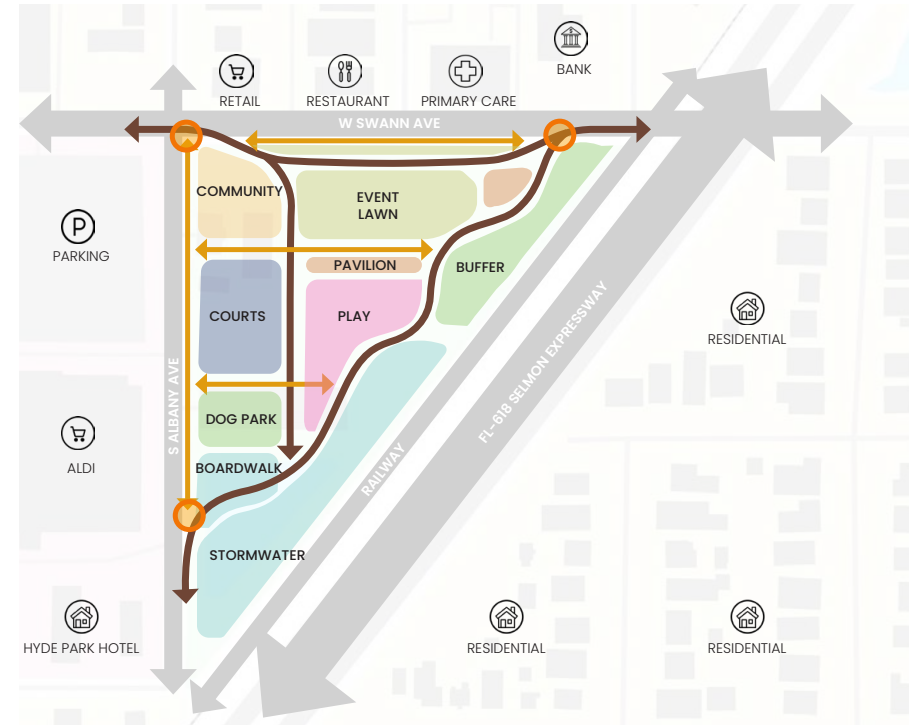 BANK
RETAIL
RESTAURANT
PRIMARY CARE
W SWANN AVE
COMMUNITY
EVENT
LAWN
P
PARKING
PAVILION
BUFFER
COURTS
PLAY
RESIDENTIAL
FL-618 SELMON EXPRESSWAY
S ALBANY AVE
DOG PARK
ALDI
BOARDWALK
RAILWAY
STORMWATER
HYDE PARK HOTEL
RESIDENTIAL
RESIDENTIAL